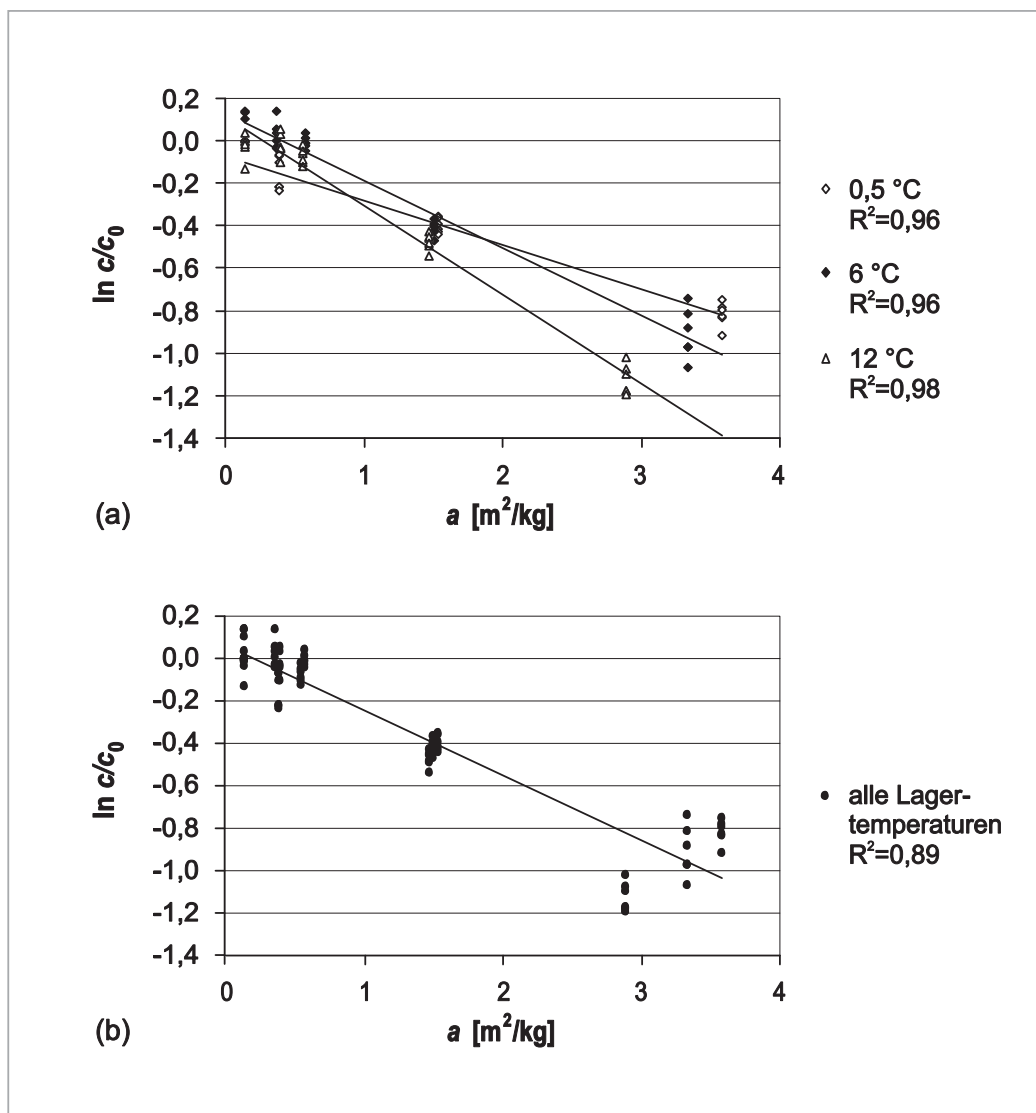 0,2
0,0
-0,2
-0,4
-0,6
-0,8
-1,0
-1,2
-1,4
ln c/c₀
0 1 2 3 4
a [m²/kg]
(a)
0,5 °C
R²=0,96
6 °C
R²=0,96
12 °C
R²=0,98
0,2
0,0
-0,2
-0,4
-0,6
-0,8
-1,0
-1,2
-1,4
ln c/c₀
0 1 2 3 4
a [m²/kg]
(b)
alle Lager-
temperaturen
R²=0,89